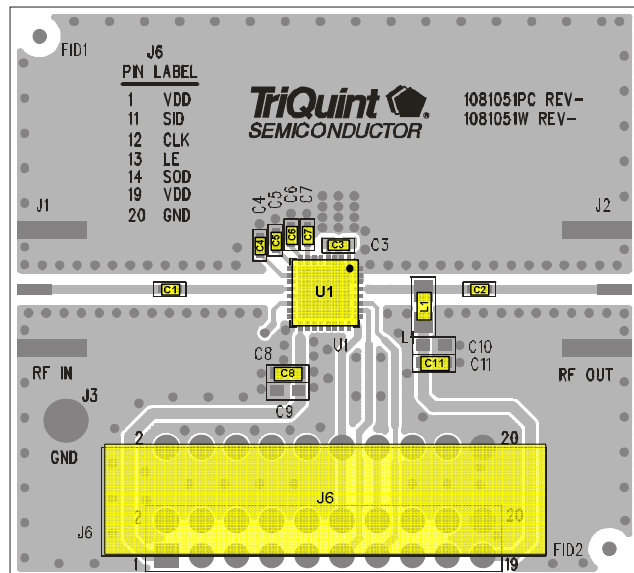 FID1
J6
PIN LABEL
1 VDD
11 SID
12 CLK
13 LE
14 SOD
19 VDD
20 GND
TriQuint
SEMICONDUCTOR
1081051PC REV-
1081051W REV-
J1
J2
C4
C5
C6
C7
C4
C5
C6
C7
C3
C3
C1
U1
L1
C2
L1
U1
C10
C11
C11
C8
C8
C9
RF IN
RF OUT
J3
GND
2
20
J6
2
20
J6
1
19
FID2